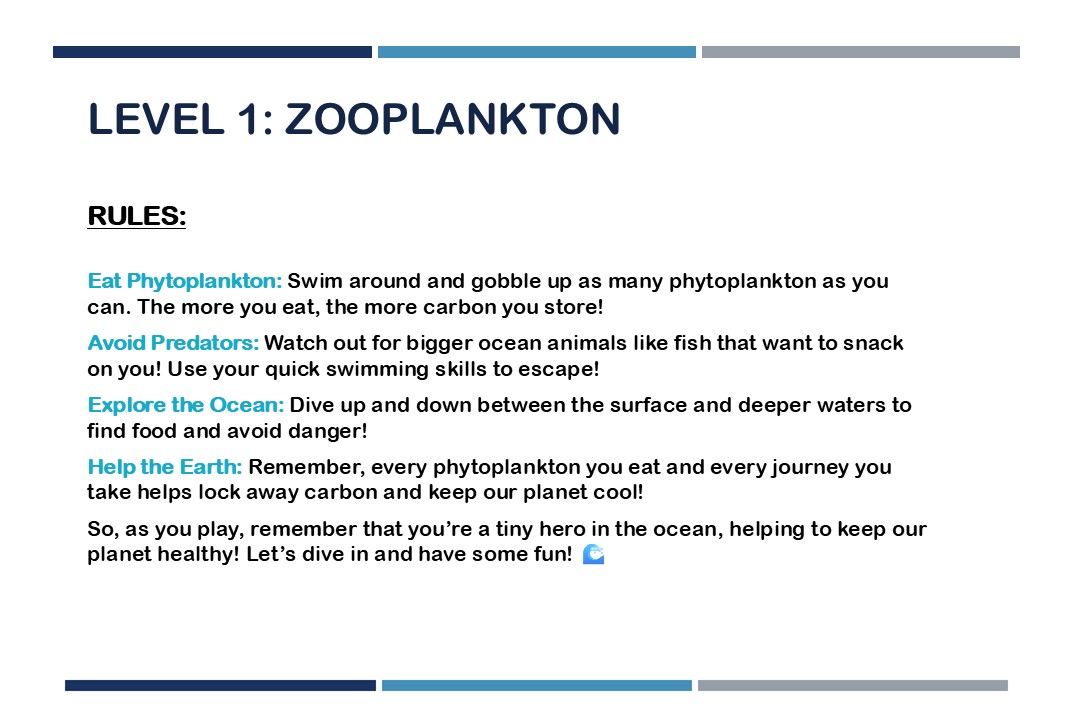 LEVEL 1: ZOOPLANKTON
RULES:
Eat Phytoplankton: Swim around and gobble up as many phytoplankton as you
can. The more you eat, the more carbon you store!
Avoid Predators: Watch out for bigger ocean animals like fish that want to snack
on you! Use your quick swimming skills to escape!
Explore the Ocean: Dive up and down between the surface and deeper waters to
find food and avoid danger!
Help the Earth: Remember, every phytoplankton you eat and every journey you
take helps lock away carbon and keep our planet cool!
So, as you play, remember that you’re a tiny hero in the ocean, helping to keep our
planet healthy! Let’s dive in and have some fun! 🌊